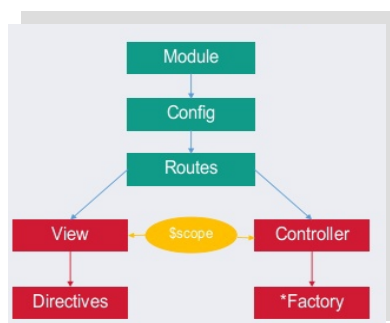 Module
Config
Routes
View
$scope
Controller
Directives
*Factory